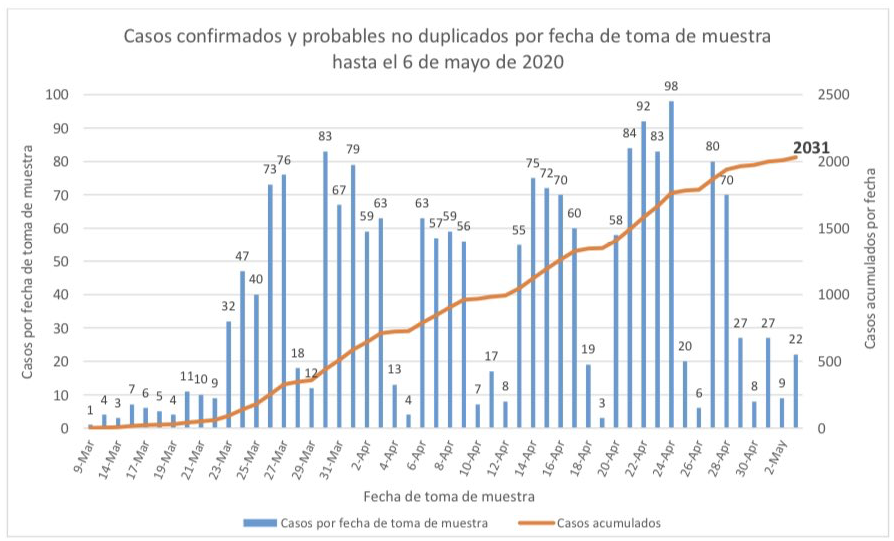 Casos confirmados y probables no duplicados por fecha de toma de muestra
hasta el 6 de mayo de 2020
Casos por fecha de toma de muestra
100
90
80
70
60
50
40
30
20
10
0
1
4
3
7
6
5
4
11
10
9
32
47
40
73
76
18
12
83
67
79
59
63
13
4
63
57
59
56
7
17
8
55
75
72
70
60
19
3
58
84
92
83
98
20
6
80
70
27
8
27
9
22
2031
2500
2000
1500
1000
500
0
Casos acumulados por fecha
9-Mar
14-Mar
17-Mar
19-Mar
21-Mar
23-Mar
25-Mar
27-Mar
29-Mar
31-Mar
2-Apr
4-Apr
6-Apr
8-Apr
10-Apr
12-Apr
14-Apr
16-Apr
18-Apr
20-Apr
22-Apr
24-Apr
26-Apr
28-Apr
30-Apr
2-May
Fecha de toma de muestra
Casos por fecha de toma de muestra
Casos acumulados